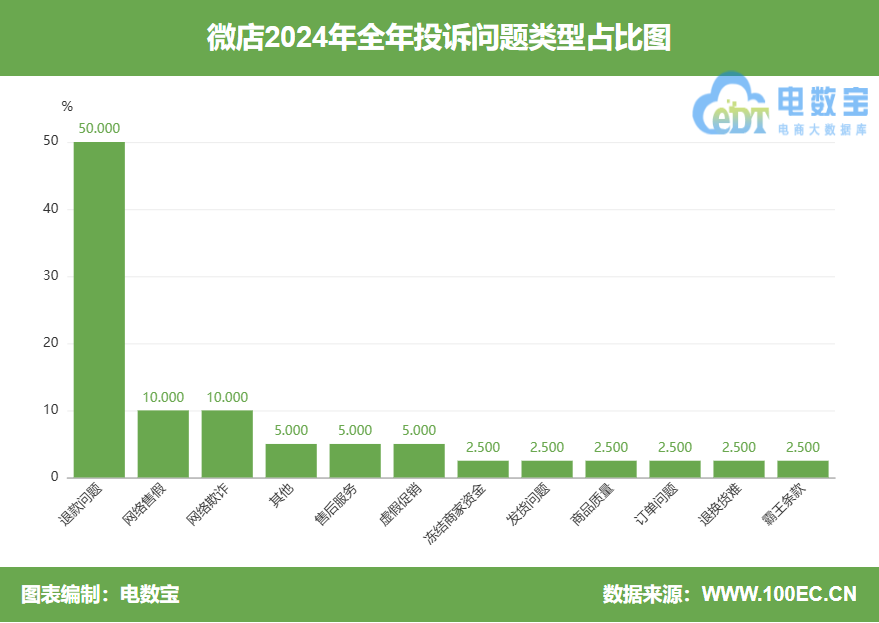 微店2024年全年投诉问题类型占比图
eDT
电数宝
电商大数据库
%
50.000
50
40
30
20
10
0
10.000
10.000
5.000
5.000
5.000
2.500
2.500
2.500
2.500
2.500
2.500
退款问题
网络售假
网络欺诈
其他
售后服务
虚假促销
冻结商家资金
发货问题
商品质量
订单问题
退换货难
霸王条款
图表编制：电数宝
数据来源：WWW.100EC.CN